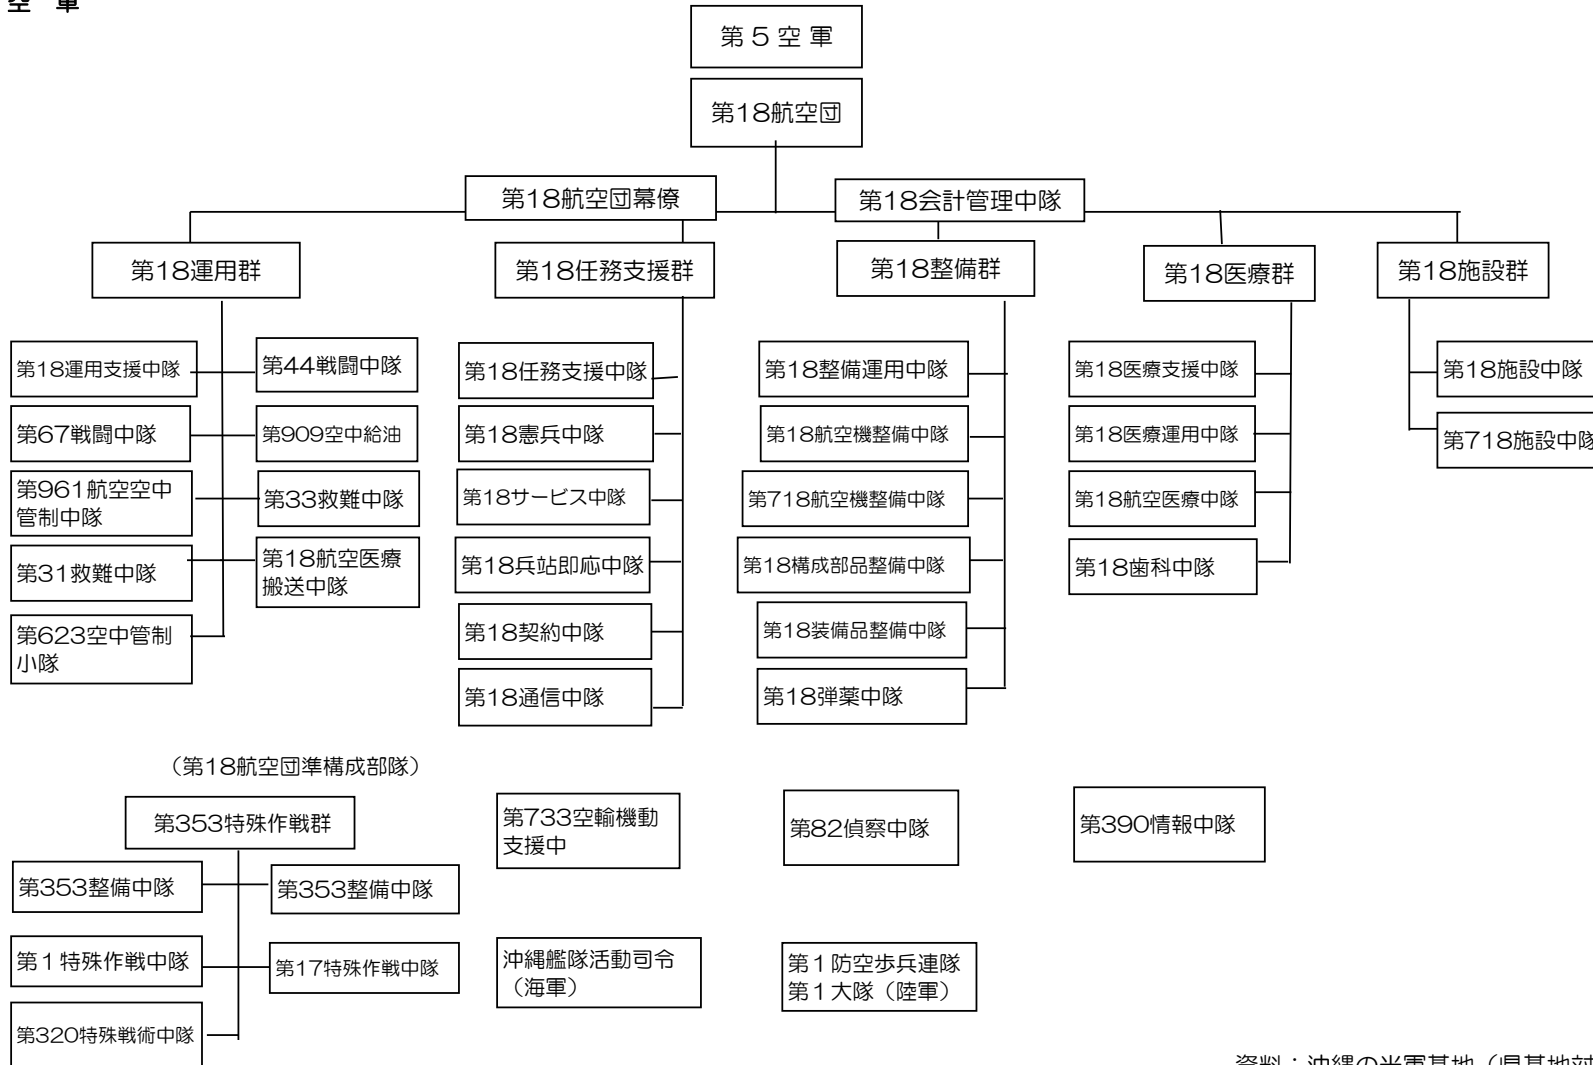 空 軍
第５空 軍
第18航空団
第18航空団幕僚
第18会計管理中隊
第18運用群
第18任務支援群
第18整備群
第18医療群
第18施設群
第18運用支援中隊
第44戦闘中隊
第67戦闘中隊
第909空中給油
第961航空空中
管制中隊
第33救難中隊
第31救難中隊
第18航空医療
搬送中隊
第623空中管制
小隊
第18任務支援中隊
第18憲兵中隊
第18サービス中隊
第18兵站即応中隊
第18契約中隊
第18通信中隊
第18整備運用中隊
第18航空機整備中隊
第718航空機整備中隊
第18構成部品整備中隊
第18装備品整備中隊
第18弾薬中隊
第18医療支援中隊
第18医療運用中隊
第18航空医療中隊
第18歯科中隊
第18施設中隊
第718施設中隊
（第18航空団準構成部隊）
第353特殊作戦群
第353整備中隊
第353整備中隊
第１特殊作戦中隊
第17特殊作戦中隊
第320特殊戦術中隊
第733空輸機動
支援中
第82偵察中隊
第390情報中隊
沖縄艦隊活動司令
（海軍）
第１防空歩兵連隊
第１大隊（陸軍）
資料：沖縄の米軍基地（県基地対